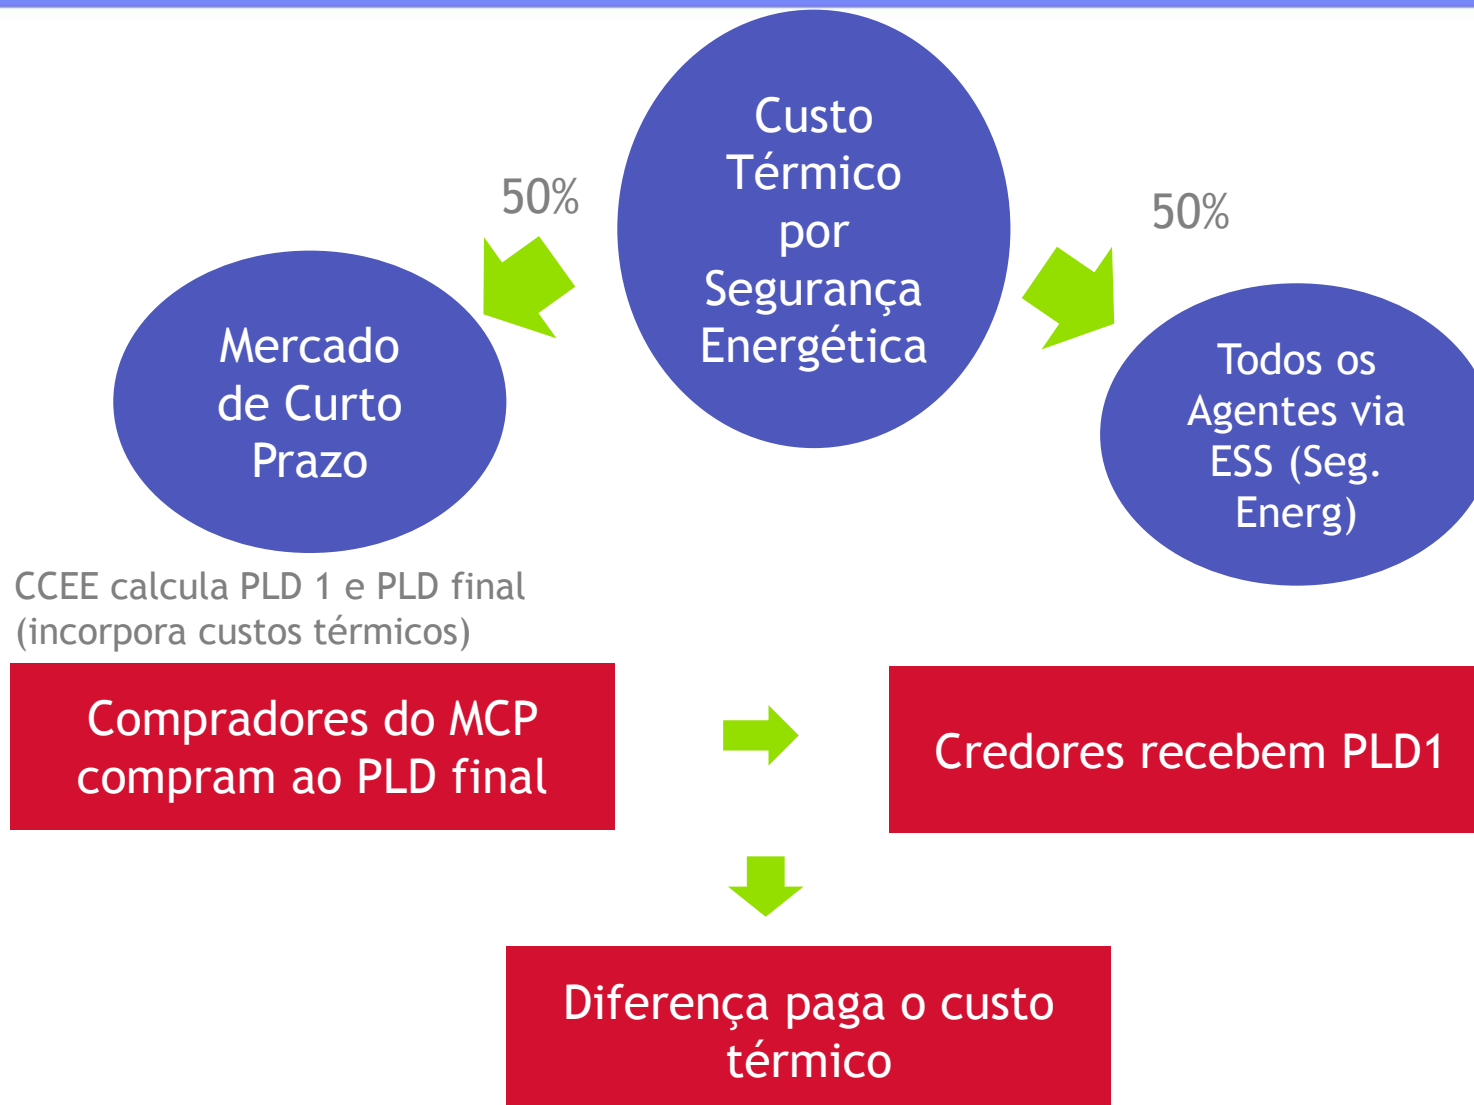 Custo
Térmico
por
Segurança
Energética
50%
50%
Mercado
de Curto
Prazo
Todos os
Agentes via
ESS (Seg.
Energ)
CCEE calcula PLD 1 e PLD final
(incorpora custos térmicos)
Compradores do MCP
compram ao PLD final
Credores recebem PLD1
Diferença paga o custo
térmico